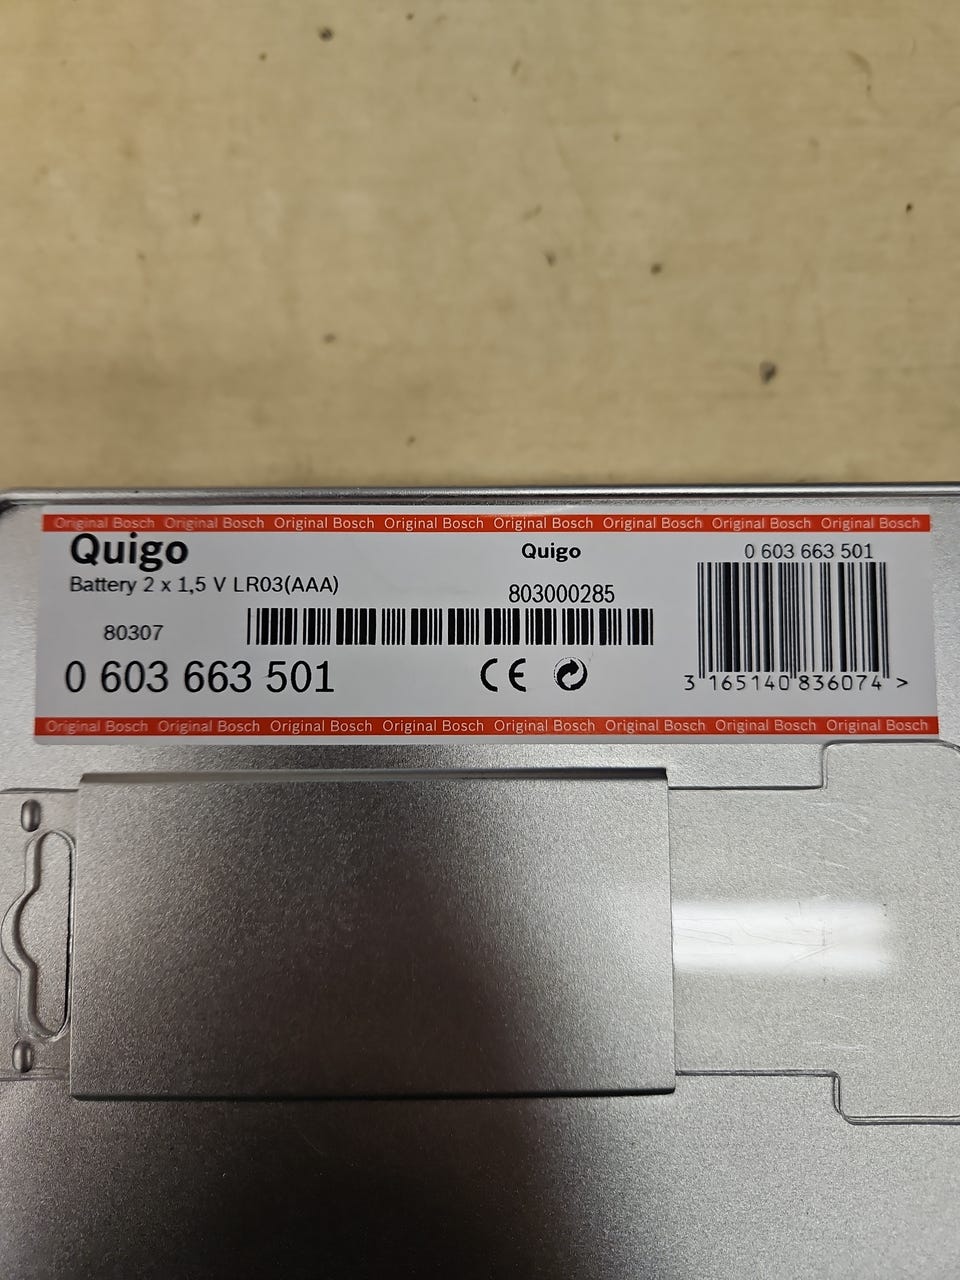 Original Bosch Original Bosch Original Bosch Original Bosch Original Bosch Original Bosch Original Bosch Original Bosch
Quigo
Battery 2 x 1,5 V LR03(AAA)
80307
0 603 663 501
Quigo
803000285
CE
0 603 663 501
3 165140 836074 >
Original Bosch Original Bosch Original Bosch Original Bosch Original Bosch Original Bosch Original Bosch Original Bosch